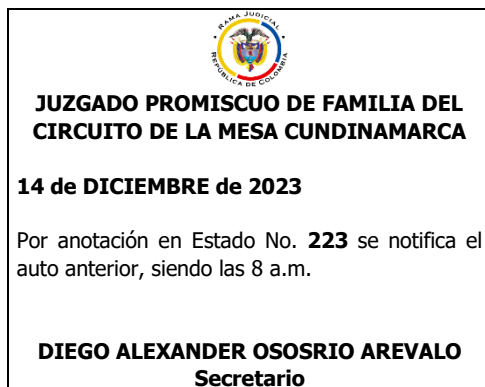 RAMA JUDICIAL
REPÚBLICA DE COLOMBIA
JUZGADO PROMISCUO DE FAMILIA DEL
CIRCUITO DE LA MESA CUNDINAMARCA
14 de DICIEMBRE de 2023
Por anotación en Estado No. 223 se notifica el
auto anterior, siendo las 8 a.m.
DIEGO ALEXANDER OSOSRIO AREVALO
Secretario